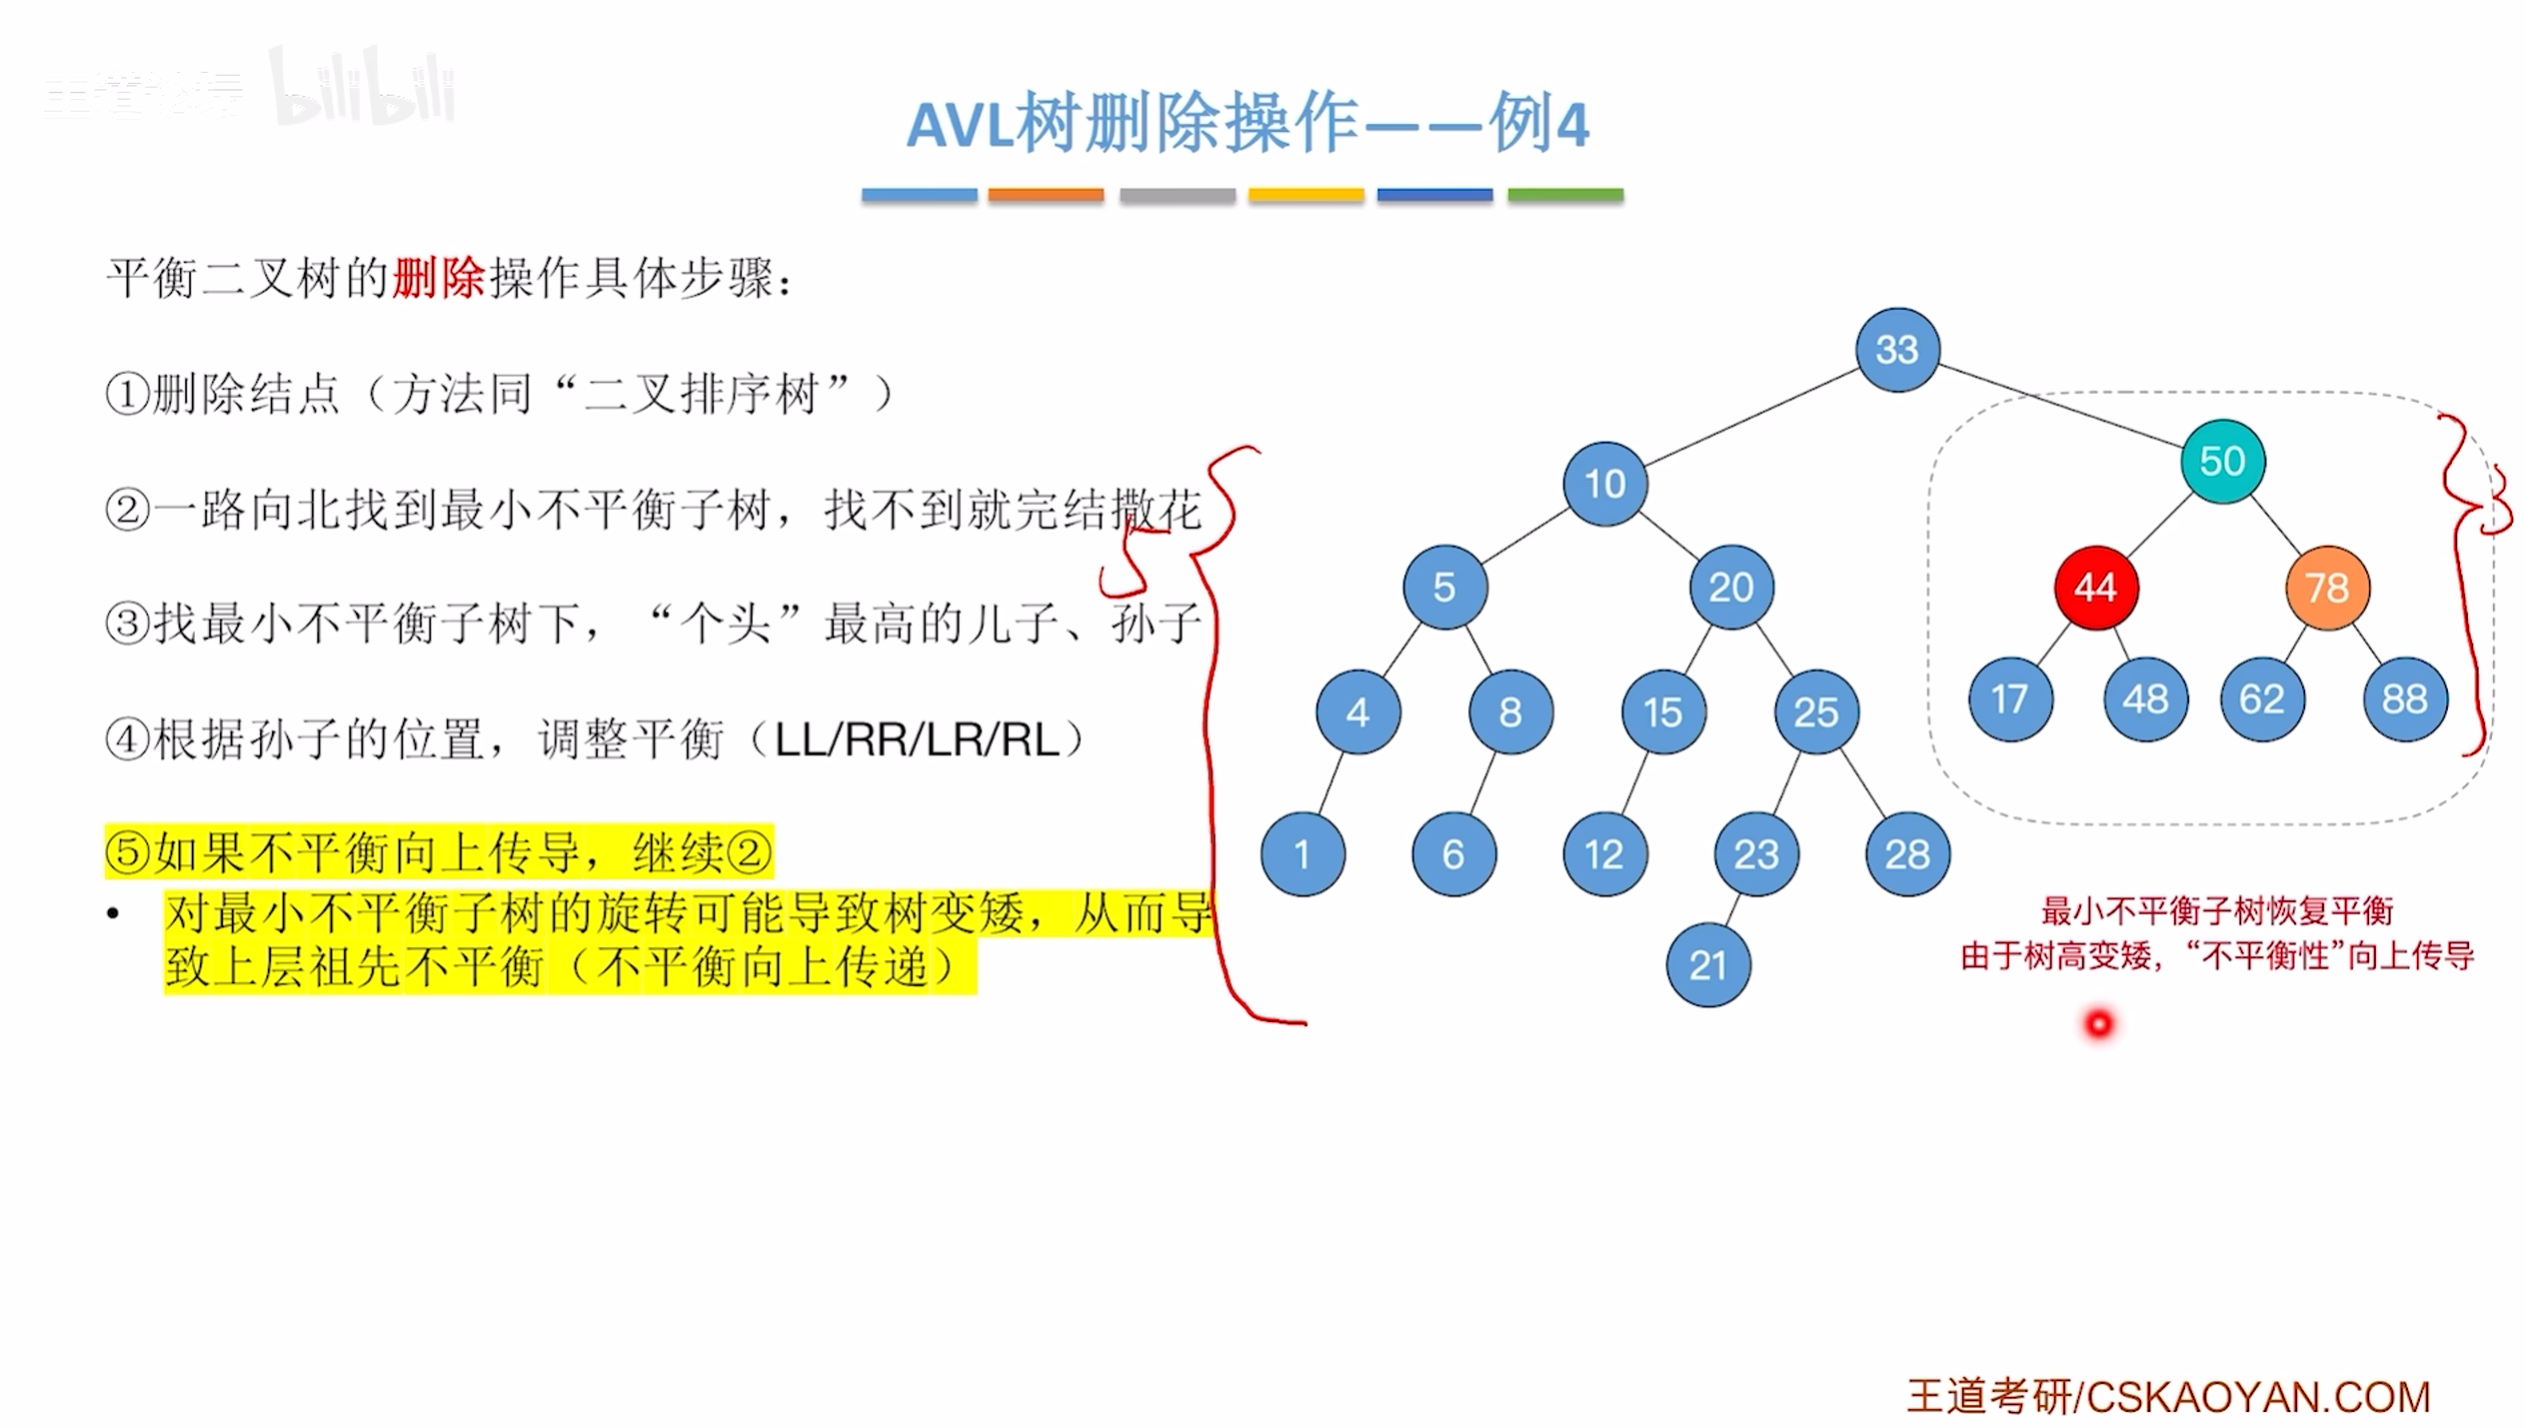 bilibili
AVL树删除操作——例4
平衡二叉树的删除操作具体步骤：
①删除结点（方法同“二叉排序树”）
②一路向北找到最小不平衡子树，找不到就完结撒花
③找最小不平衡子树下，“个头”最高的儿子、孙子
④根据孙子的位置，调整平衡（LL/RR/LR/RL）
⑤如果不平衡向上传导，继续②
• 对最小不平衡子树的旋转可能导致树变矮，从而导
致上层祖先不平衡（不平衡向上传递）
5
33
10 50
5 20 44 78
4 8 15 25 17 48 62 88
1 6 12 23 28
21
3
最小不平衡子树恢复平衡
由于树高变矮，“不平衡性”向上传导
王道考研/CSKAOYAN.COM